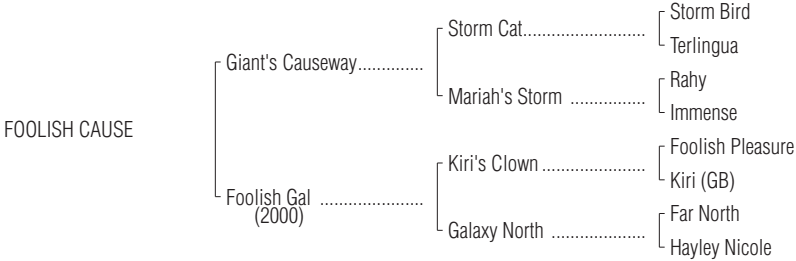 Storm Bird
Storm Cat..........................
Terlingua
Giant's Causeway..............
Rahy
Mariah's Storm ................
Immense
FOOLISH CAUSE
Foolish Pleasure
Kiri's Clown ......................
Kiri (GB)
Foolish Gal ......................
(2000)
Far North
Galaxy North ....................
Hayley Nicole